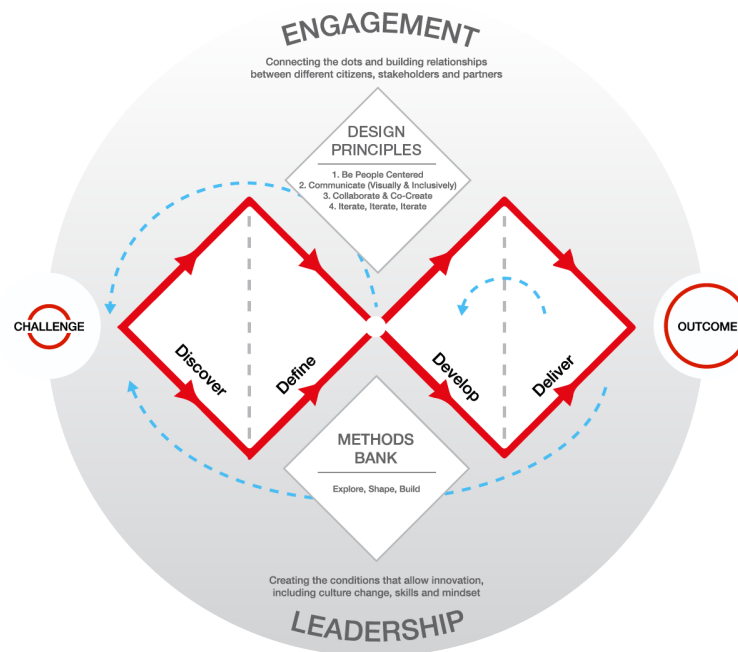 ENGAGEMENT
Connecting the dots and building relationships
between different citizens, stakeholders and partners
DESIGN
PRINCIPLES
1. Be People Centered
2. Communicate (Visually & Inclusively)
3. Collaborate & Co-Create
4. Iterate, Iterate, Iterate
CHALLENGE
OUTCOME
Discover
Define
Develop
Deliver
METHODS
BANK
Explore, Shape, Build
Creating the conditions that allow innovation,
including culture change, skills and mindset
LEADERSHIP